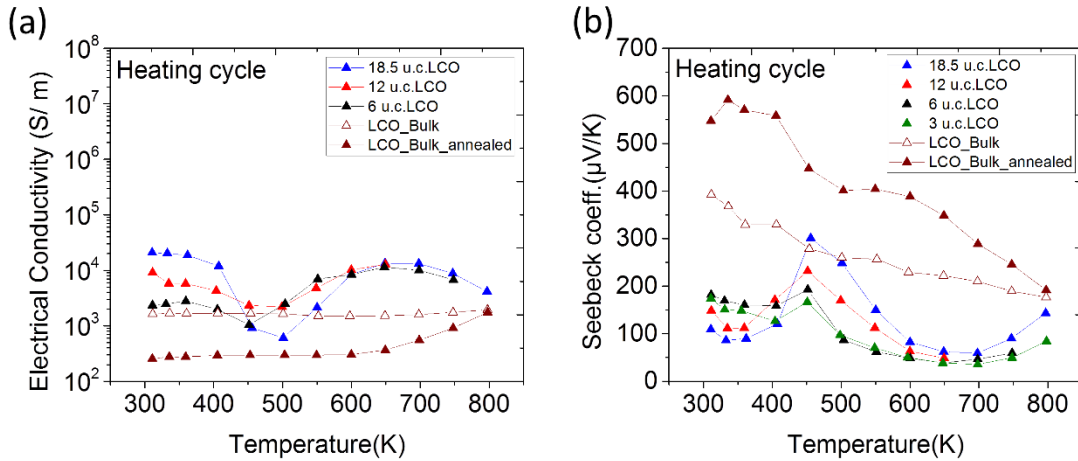 (a)
Heating cycle
18.5 u.c.LCO
12 u.c.LCO
6 u.c.LCO
LCO_Bulk
LCO_Bulk_annealed
10^8
10^7
10^6
10^5
10^4
10^3
10^2
Electrical Conductivity (S/ m)
300 400 500 600 700 800
Temperature(K)
(b)
Heating cycle
18.5 u.c.LCO
12 u.c.LCO
6 u.c.LCO
3 u.c.LCO
LCO_Bulk
LCO_Bulk_annealed
700
600
500
400
300
200
100
0
Seebeck coeff.(µV/K)
300 400 500 600 700 800
Temperature(K)